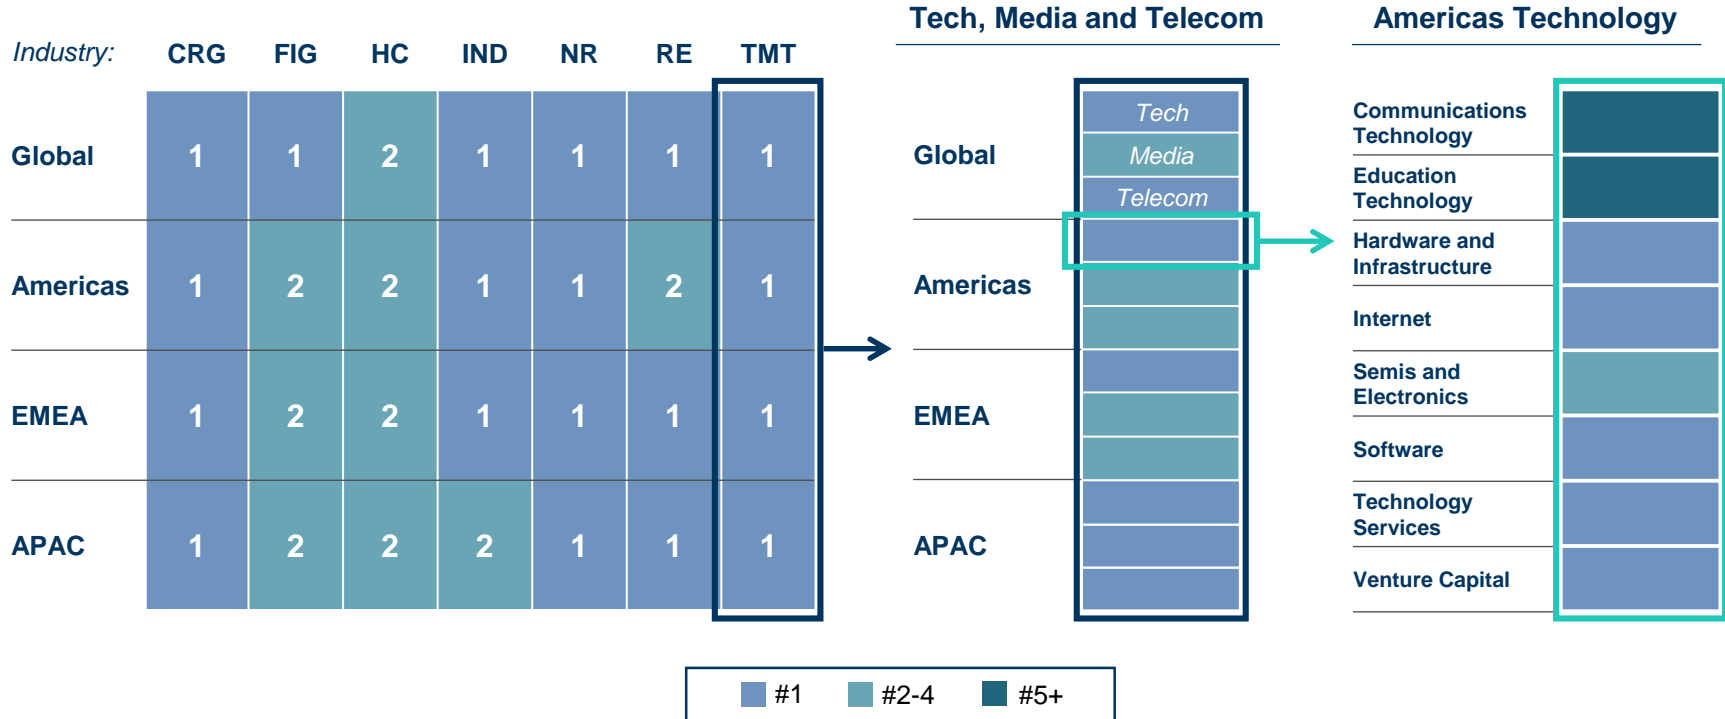 Tech, Media and Telecom
Americas Technology
Industry: CRG FIG HC IND NR RE TMT
Global 1 1 2 1 1 1 1
Americas 1 2 2 1 1 2 1
EMEA 1 2 2 1 1 1 1
APAC 1 2 2 2 1 1 1
Global
Tech
Media
Telecom
Americas
EMEA
APAC
Communications
Technology
Education
Technology
Hardware and
Infrastructure
Internet
Semis and
Electronics
Software
Technology
Services
Venture Capital
#1 #2-4 #5+